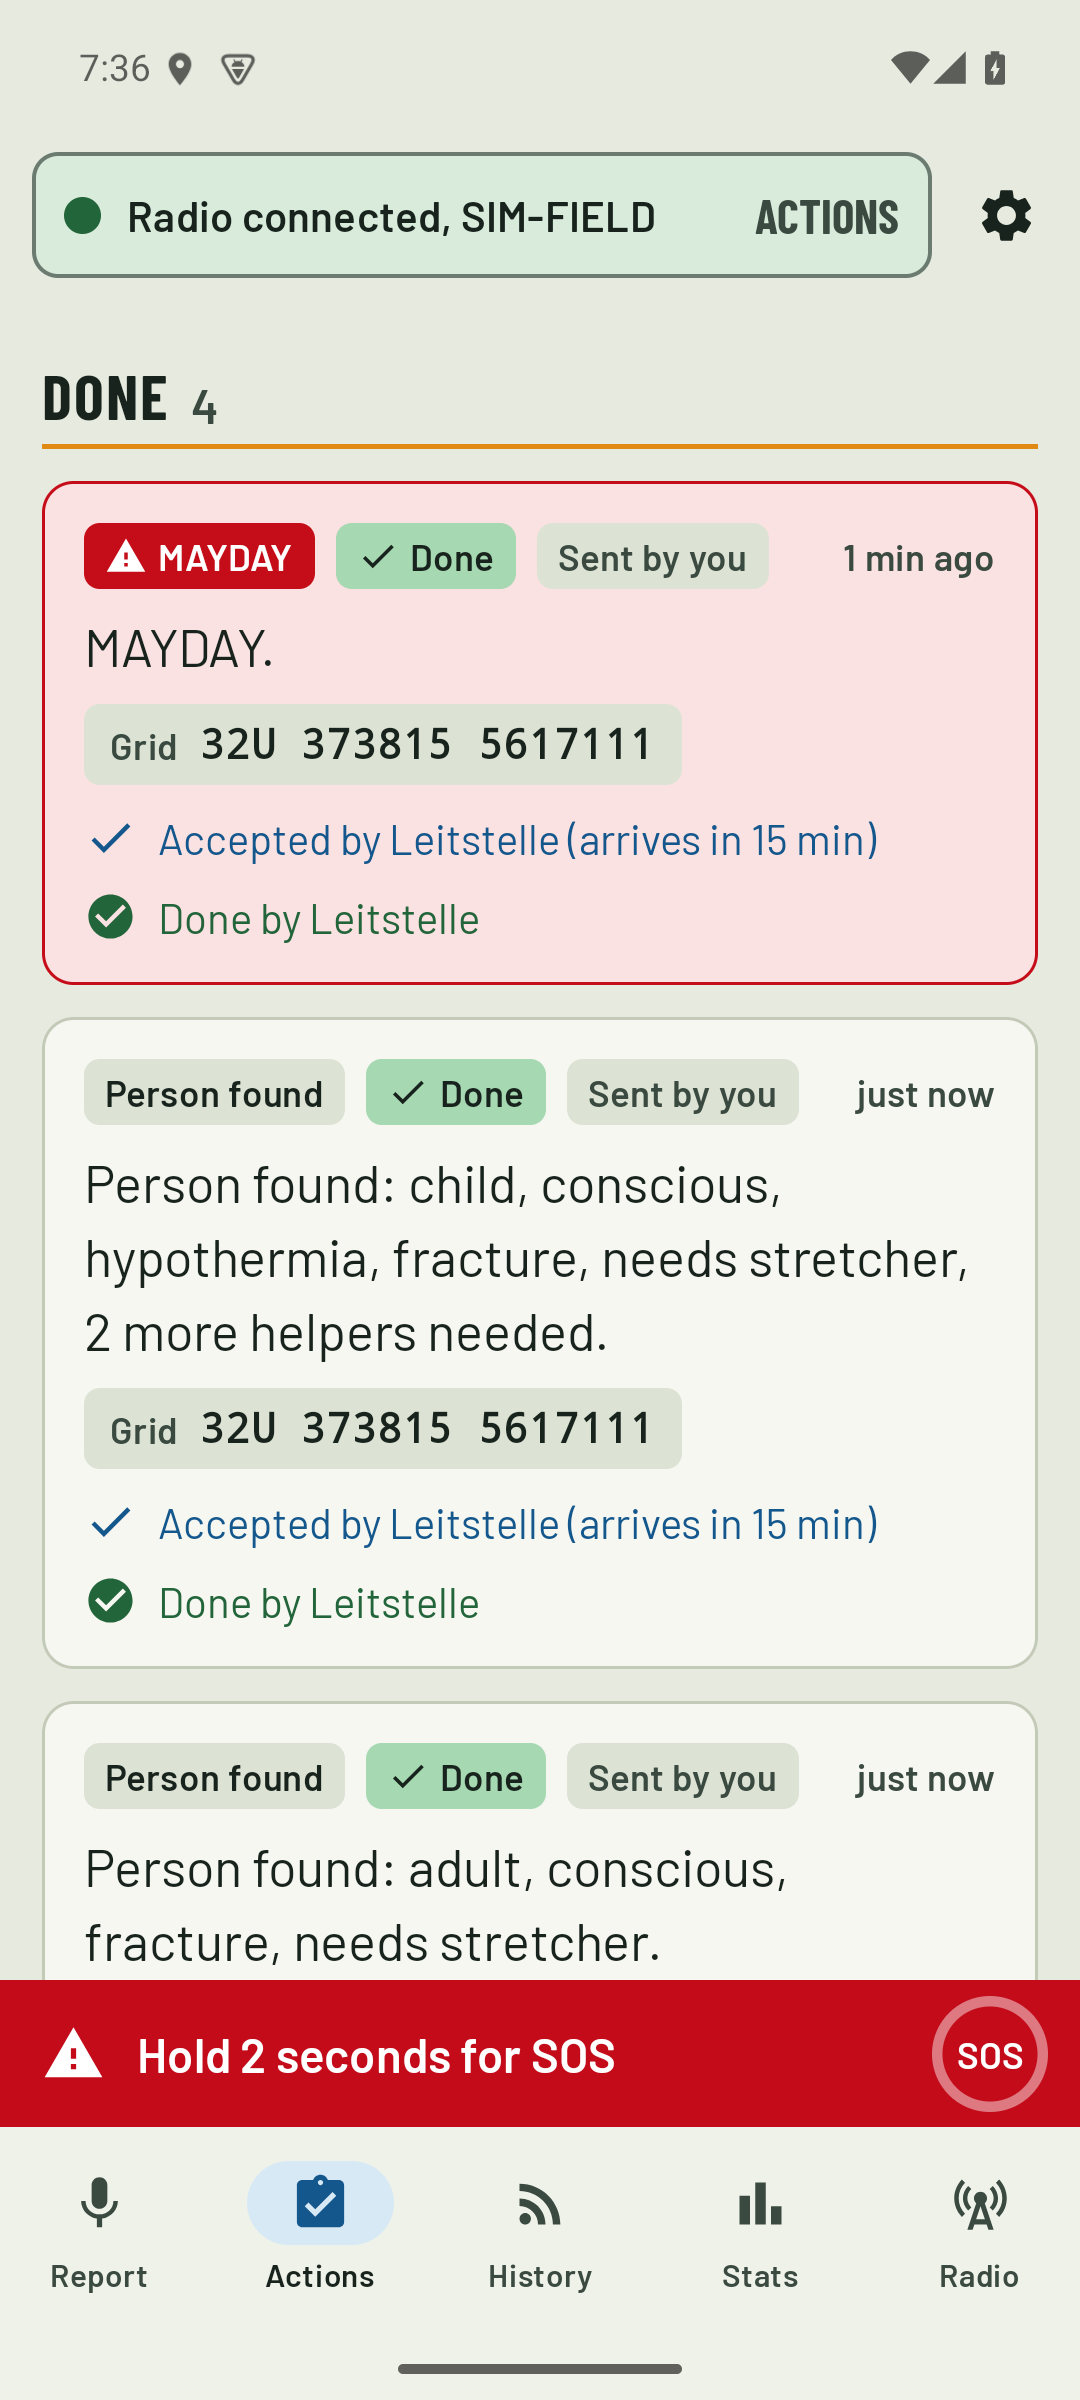 7:36
Radio connected, SIM-FIELD ACTIONS
DONE 4
MAYDAY Done Sent by you 1 min ago
MAYDAY.
Grid 32U 373815 5617111
Accepted by Leitstelle (arrives in 15 min)
Done by Leitstelle
Person found Done Sent by you just now
Person found: child, conscious,
hypothermia, fracture, needs stretcher,
2 more helpers needed.
Grid 32U 373815 5617111
Accepted by Leitstelle (arrives in 15 min)
Done by Leitstelle
Person found Done Sent by you just now
Person found: adult, conscious,
fracture, needs stretcher.
Hold 2 seconds for SOS SOS
Report Actions History Stats Radio